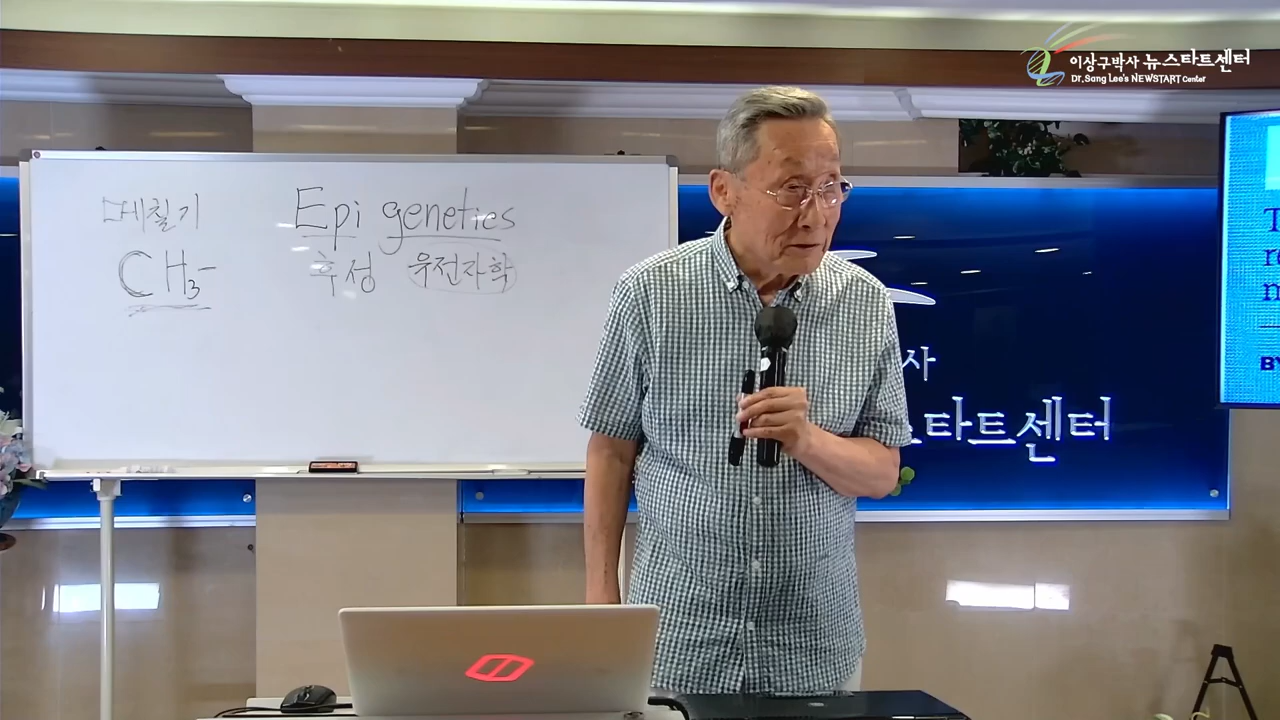 이상구박사 뉴스타트센터
Dr. Sang Lee's NEWSTART Center
메칠기 Epi genetics
CH3- 후성 유전자학
사
스타트센터
BY